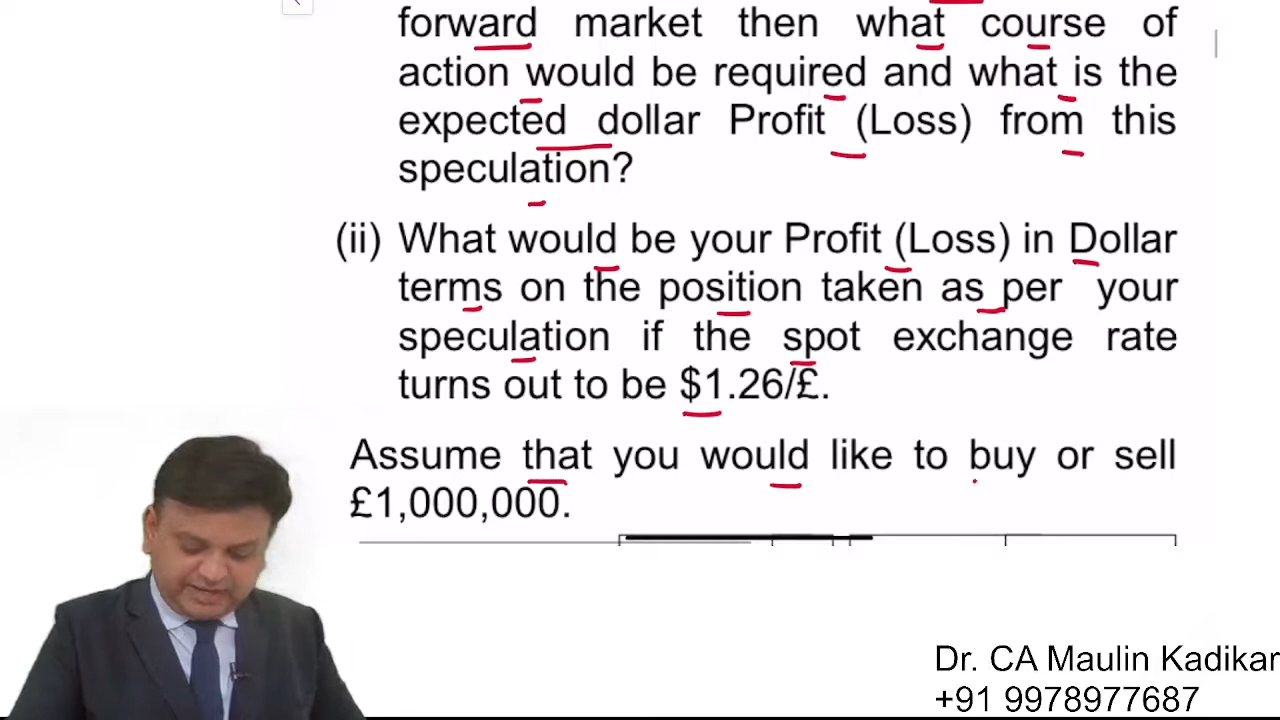 forward market then what course of
action would be required and what is the
expected dollar Profit (Loss) from this
speculation?
(ii) What would be your Profit (Loss) in Dollar
terms on the position taken as per your
speculation if the spot exchange rate
turns out to be $1.26/£.
Assume that you would like to buy or sell
£1,000,000.
Dr. CA Maulin Kadikar
+91 9978977687